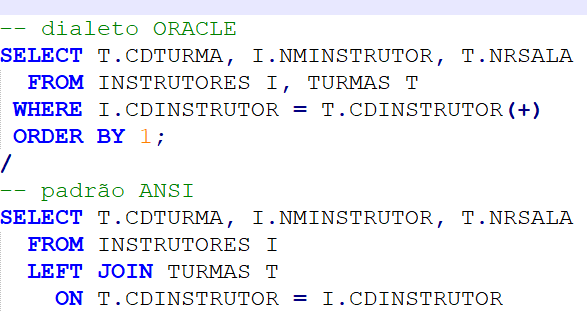 -- dialeto ORACLE
SELECT T.CDTURMA, I.NMINSTRUTOR, T.NRSALA
  FROM INSTRUTORES I, TURMAS T
 WHERE I.CDINSTRUTOR = T.CDINSTRUTOR(+)
 ORDER BY 1;
/
-- padrão ANSI
SELECT T.CDTURMA, I.NMINSTRUTOR, T.NRSALA
  FROM INSTRUTORES I
  LEFT JOIN TURMAS T
    ON T.CDINSTRUTOR = I.CDINSTRUTOR